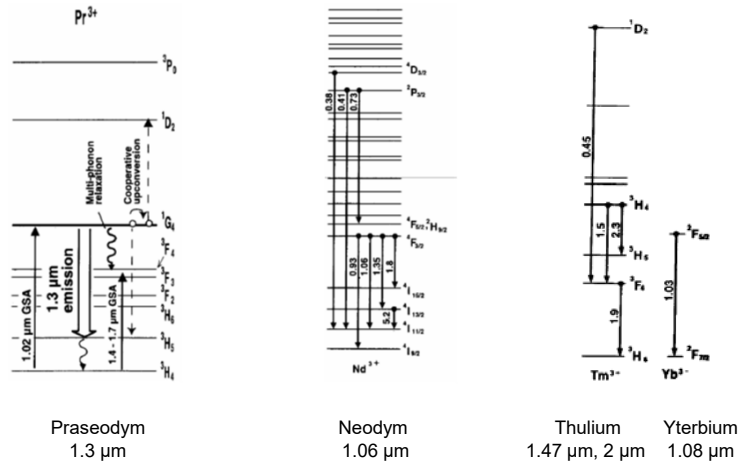 Pr³⁺
³P₀
¹D₂
Multi-phonon
relaxation
Cooperative
upconversion
¹G₄
³F₄
³F₃
³F₂
³H₆
³H₅
³H₄
1.02 µm GSA
1.3 µm
emission
1.4 - 1.7 µm GSA
⁴D₃/₂
²P₃/₂
0.38
0.41
0.73
⁴F₅/₂,²H₉/₂
⁴F₃/₂
0.93
1.06
1.35
1.8
⁴I₁₅/₂
⁴I₁₃/₂
5.2
⁴I₁₁/₂
⁴I₉/₂
Nd³⁺
¹D₂
0.45
³H₄
1.5
2.3
³H₅
³F₄
1.9
³H₆
Tm³⁻
²F₅/₂
1.03
²F₇/₂
Yb³⁻
Praseodym Neodym Thulium Yterbium
1.3 µm 1.06 µm 1.47 µm, 2 µm 1.08 µm